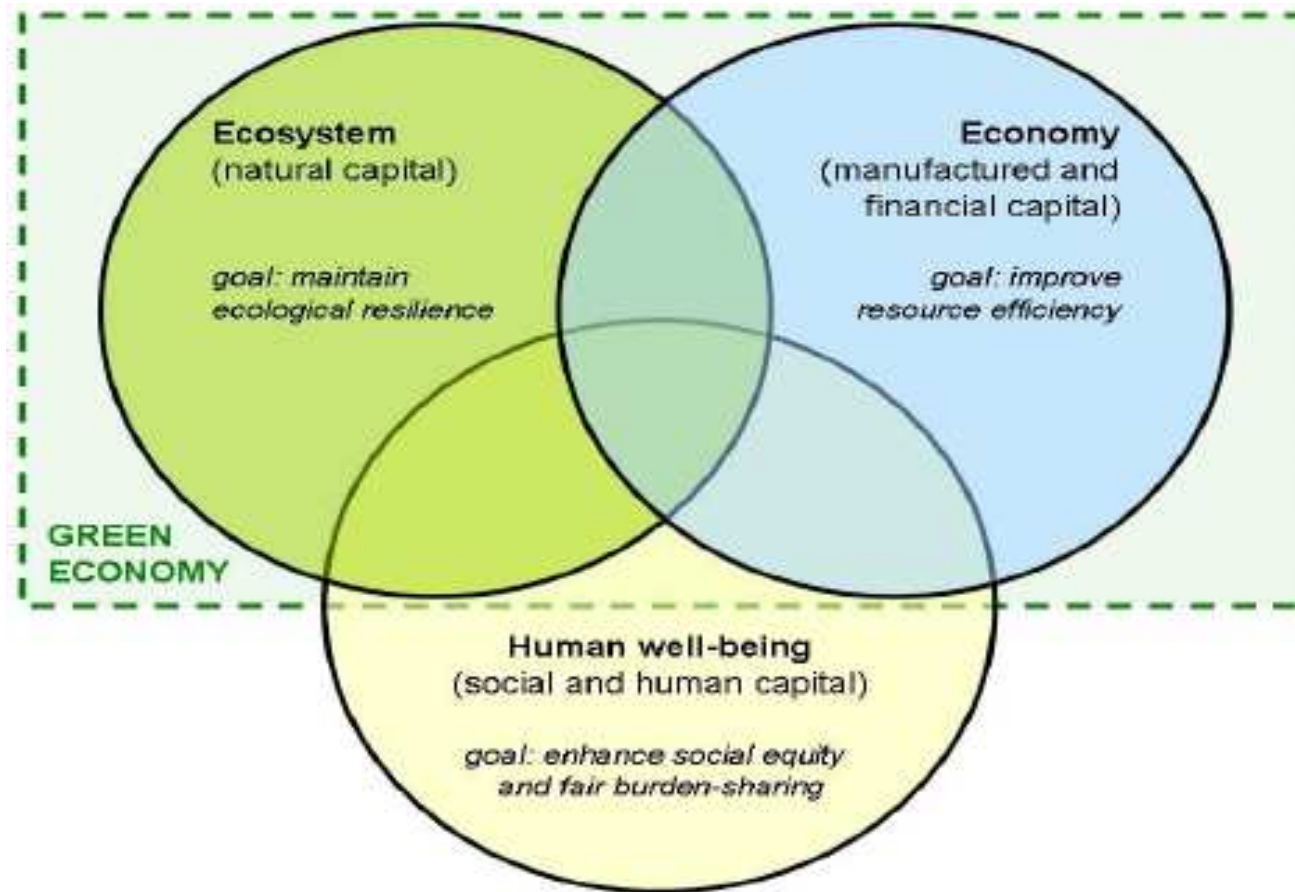 Ecosystem
(natural capital)
goal: maintain
ecological resilience
Economy
(manufactured and
financial capital)
goal: improve
resource efficiency
GREEN
ECONOMY
Human well-being
(social and human capital)
goal: enhance social equity
and fair burden-sharing